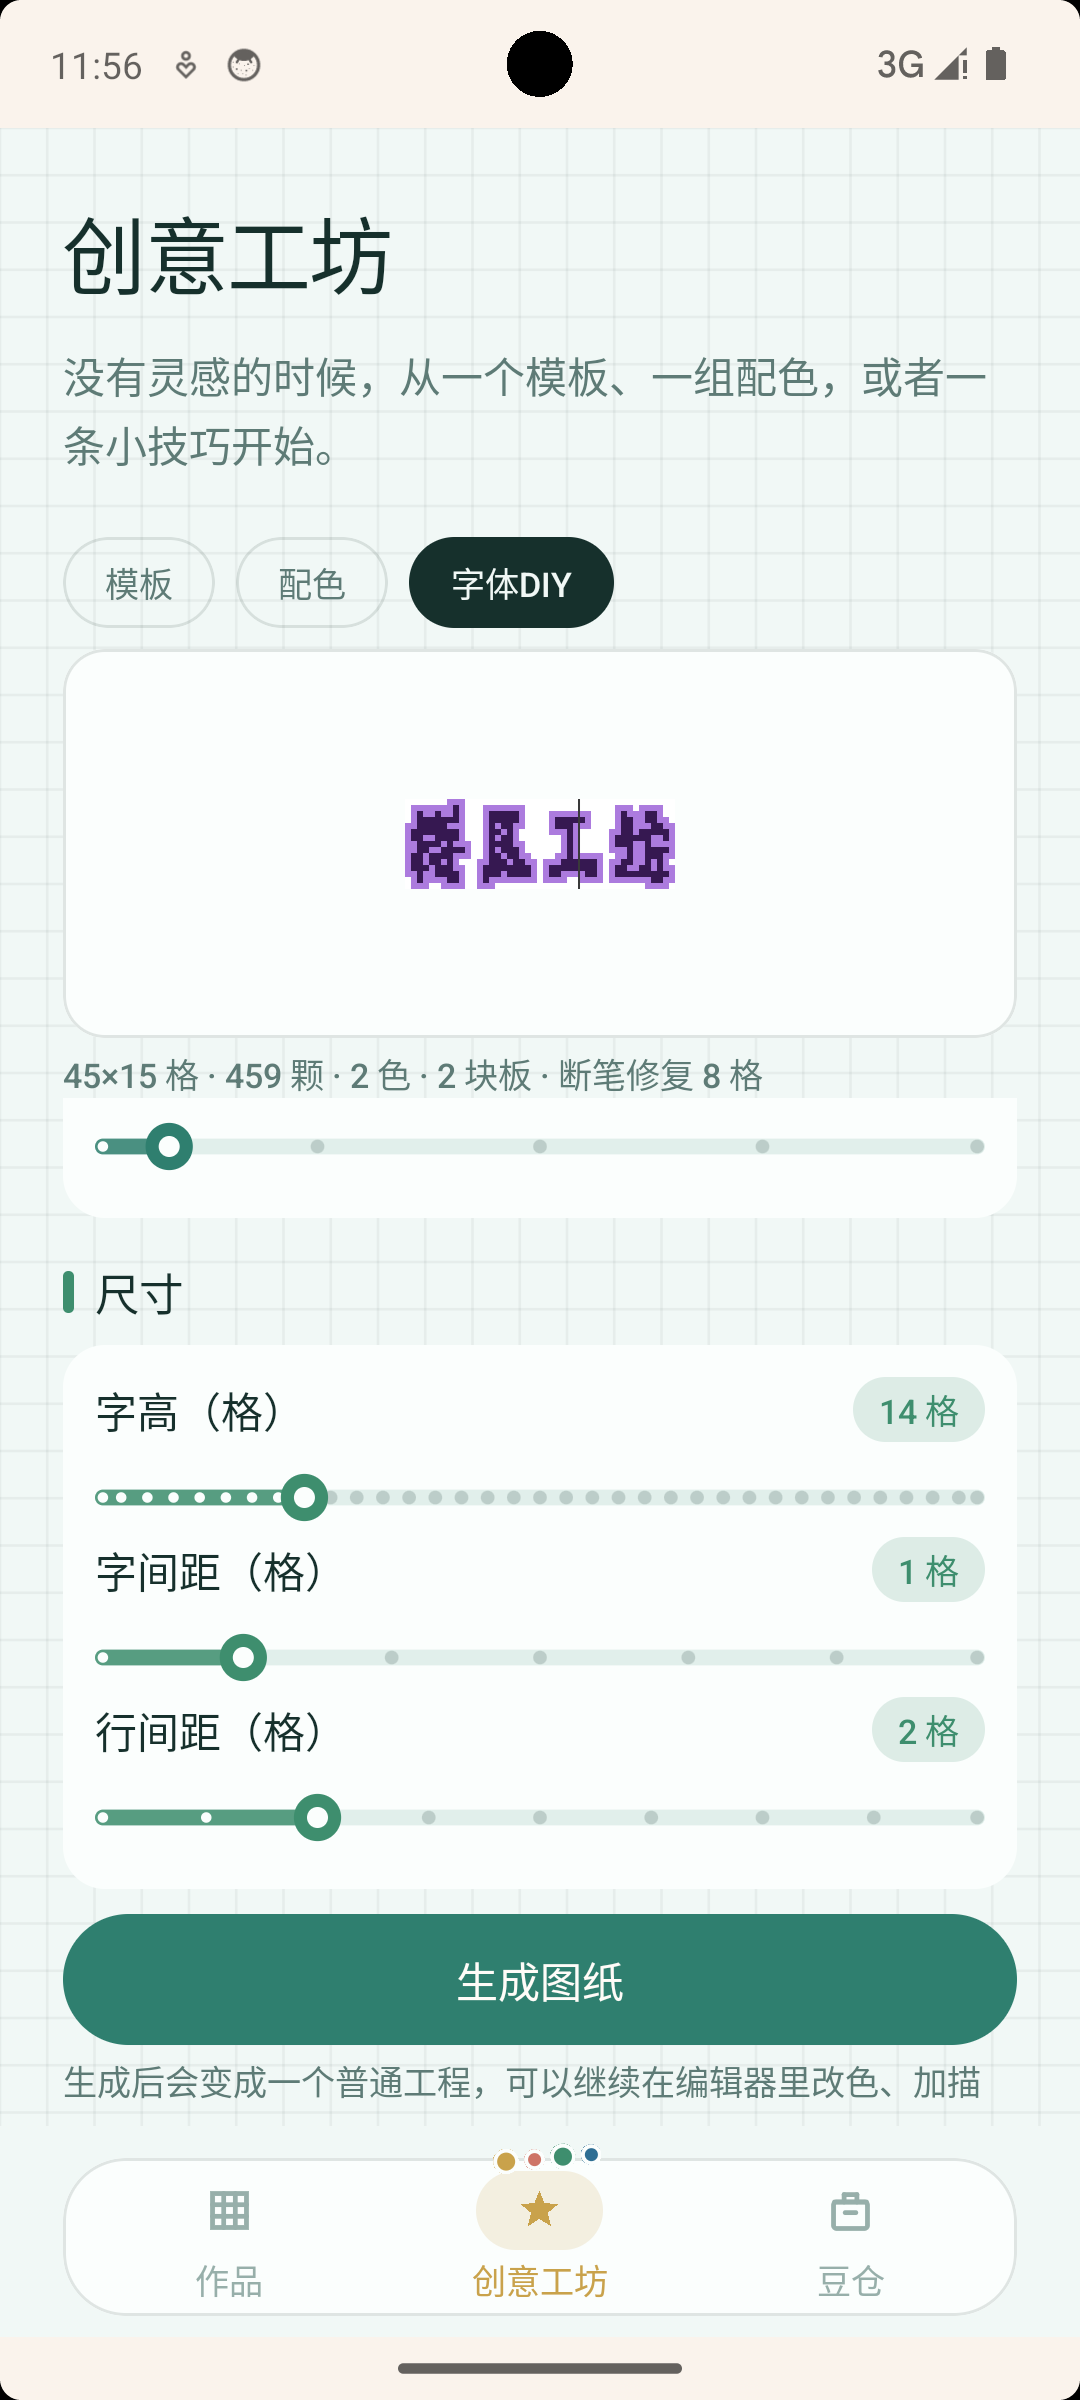 11:56
3G
创意工坊
没有灵感的时候，从一个模板、一组配色，或者一
条小技巧开始。
模板
配色
字体DIY
45×15 格 · 459 颗 · 2 色 · 2 块板 · 断笔修复 8 格
尺寸
字高（格）
14 格
字间距（格）
1 格
行间距（格）
2 格
生成图纸
生成后会变成一个普通工程，可以继续在编辑器里改色、加描
作品
创意工坊
豆仓